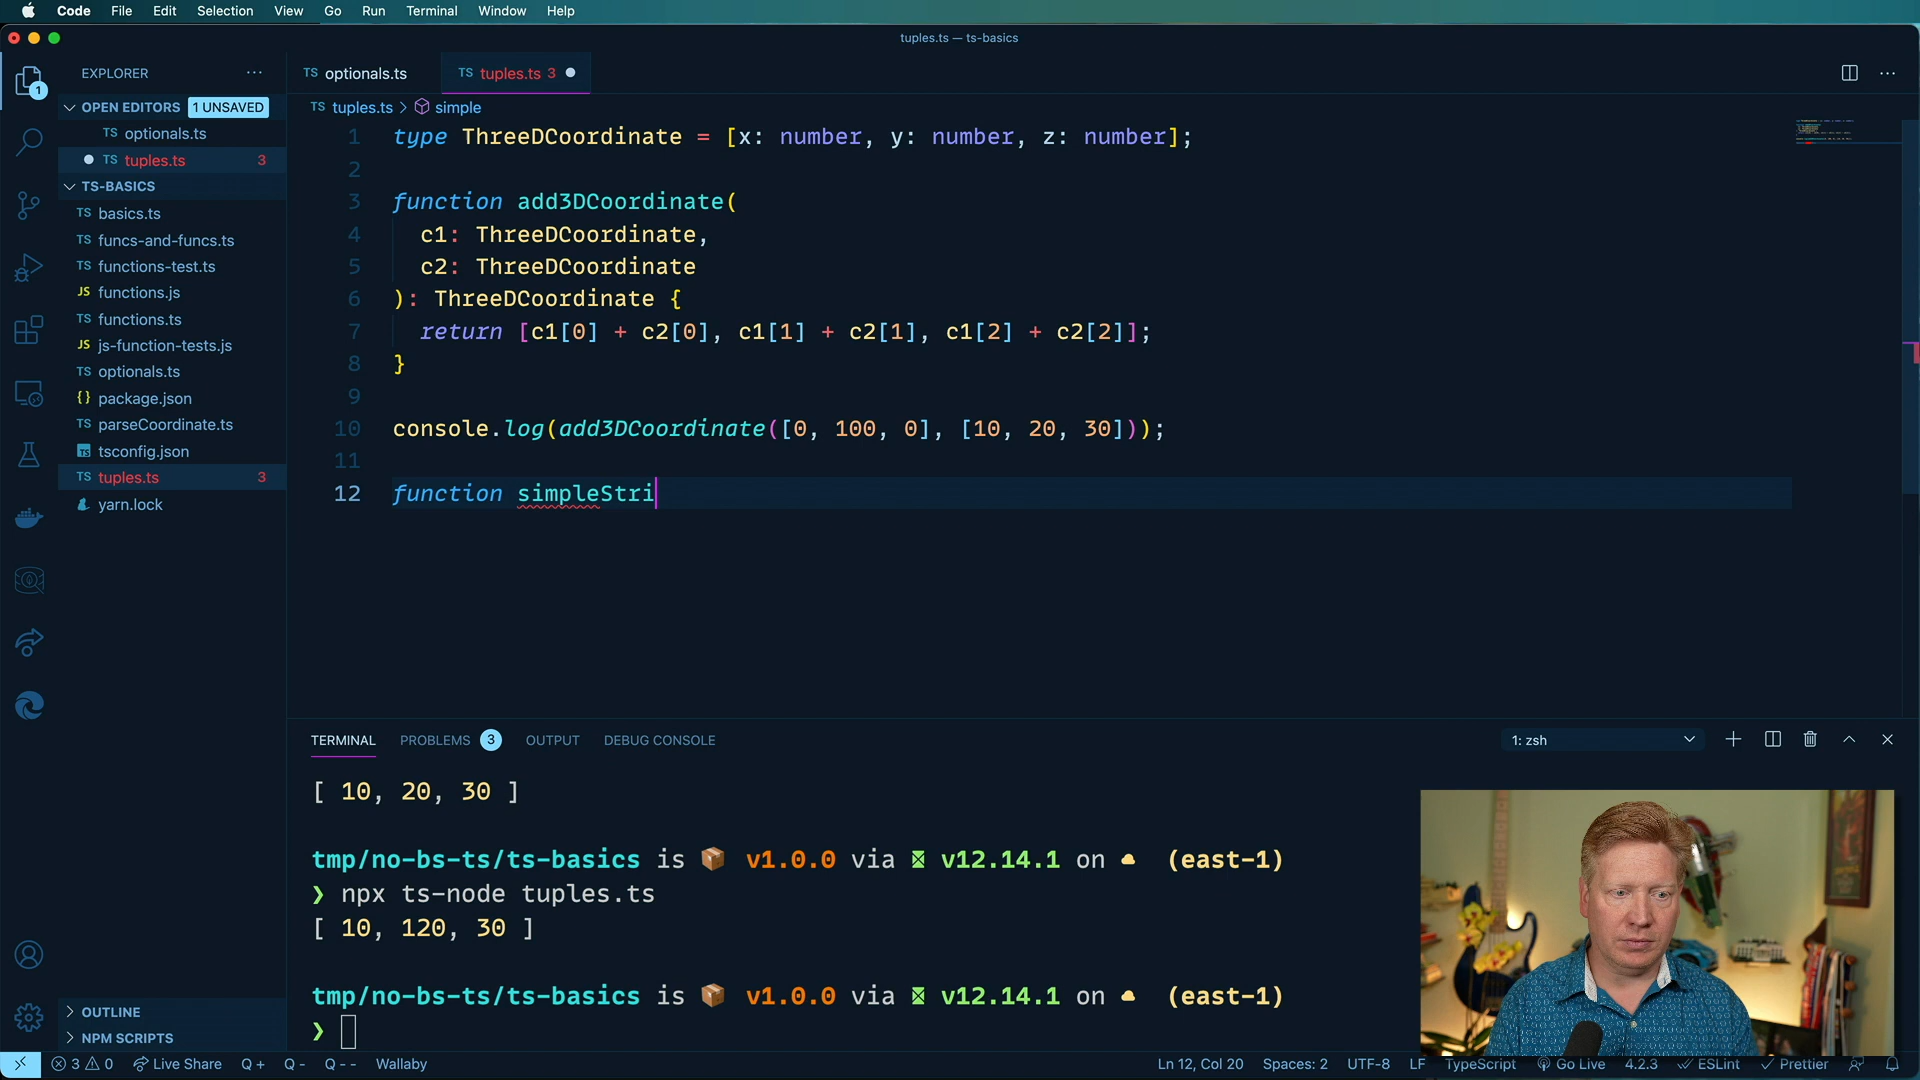 Code File Edit Selection View Go Run Terminal Window Help
tuples.ts — ts-basics
EXPLORER ···
TS optionals.ts
TS tuples.ts 3
OPEN EDITORS 1 UNSAVED
TS optionals.ts
TS tuples.ts 3
TS-BASICS
TS basics.ts
TS funcs-and-funcs.ts
TS functions-test.ts
JS functions.js
TS functions.ts
JS js-function-tests.js
TS optionals.ts
{} package.json
TS parseCoordinate.ts
TS tsconfig.json
TS tuples.ts 3
yarn.lock
OUTLINE
NPM SCRIPTS
1
TS tuples.ts > simple
1 type ThreeDCoordinate = [x: number, y: number, z: number];
2
3 function add3DCoordinate(
4 c1: ThreeDCoordinate,
5 c2: ThreeDCoordinate
6 ): ThreeDCoordinate {
7 return [c1[0] + c2[0], c1[1] + c2[1], c1[2] + c2[2]];
8 }
9
10 console.log(add3DCoordinate([0, 100, 0], [10, 20, 30]));
11
12 function simpleStri
TERMINAL PROBLEMS 3 OUTPUT DEBUG CONSOLE
1: zsh
[ 10, 20, 30 ]
tmp/no-bs-ts/ts-basics is 📦 v1.0.0 via v12.14.1 on (east-1)
❯ npx ts-node tuples.ts
[ 10, 120, 30 ]
tmp/no-bs-ts/ts-basics is 📦 v1.0.0 via v12.14.1 on (east-1)
❯
3 0 Live Share Q + Q - Q - - Wallaby
Ln 12, Col 20 Spaces: 2 UTF-8 LF TypeScript Go Live 4.2.3 ESLint Prettier